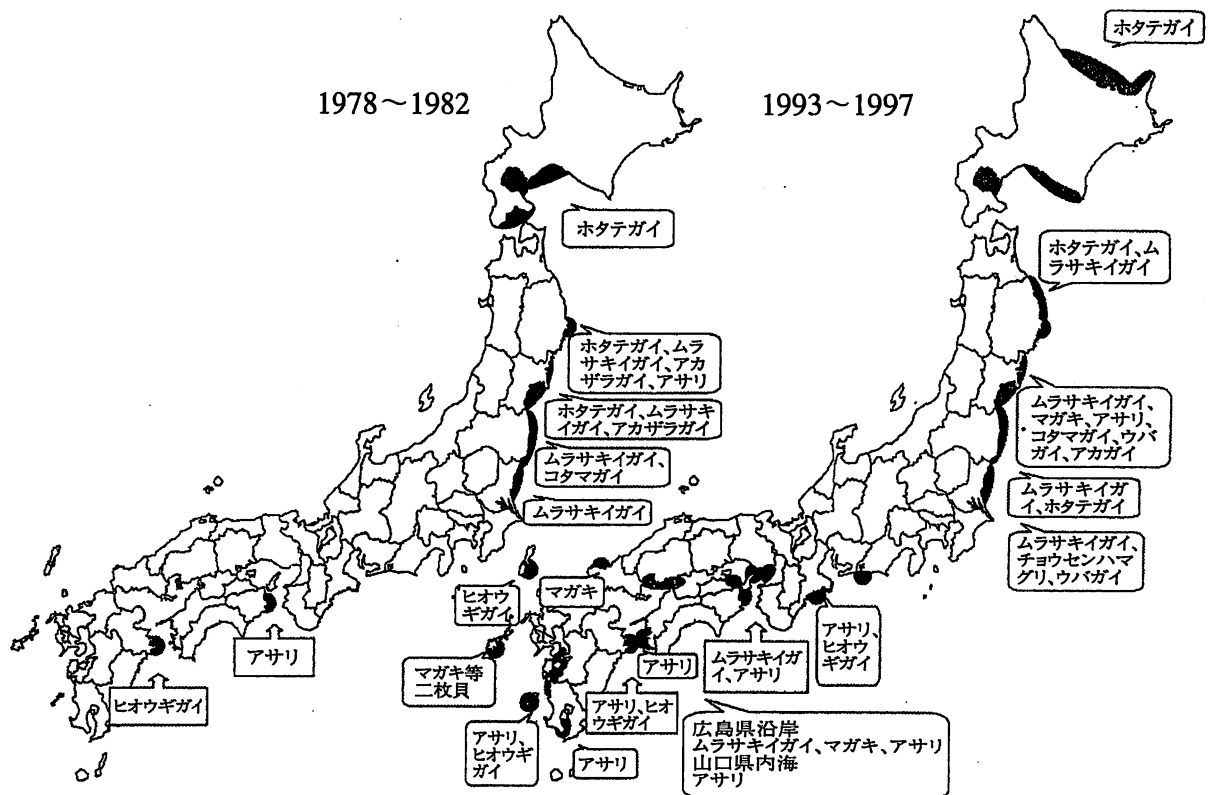 1978～1982
ホタテガイ
ホタテガイ、ムラ
サキイガイ、アカ
ザラガイ、アサリ
ホタテガイ、ムラサキ
イガイ、アカザラガイ
ムラサキイガイ、
コタマガイ
ムラサキイガイ
アサリ
ヒオウギガイ
1993～1997
ホタテガイ
ホタテガイ、ム
ラサキイガイ
ムラサキイガイ、
マガキ、アサリ、
コタマガイ、ウバ
ガイ、アカガイ
ムラサキイガ
イ、ホタテガイ
ムラサキイガイ、
チョウセンハマ
グリ、ウバガイ
ヒオウ
ギガイ
マガキ
アサリ、
ヒオウ
ギガイ
ムラサキイガ
イ、アサリ
アサリ
マガキ等
二枚貝
アサリ、ヒオ
ウギガイ
アサリ、
ヒオウギ
ガイ
アサリ
広島県沿岸
ムラサキイガイ、マガキ、アサリ
山口県内海
アサリ